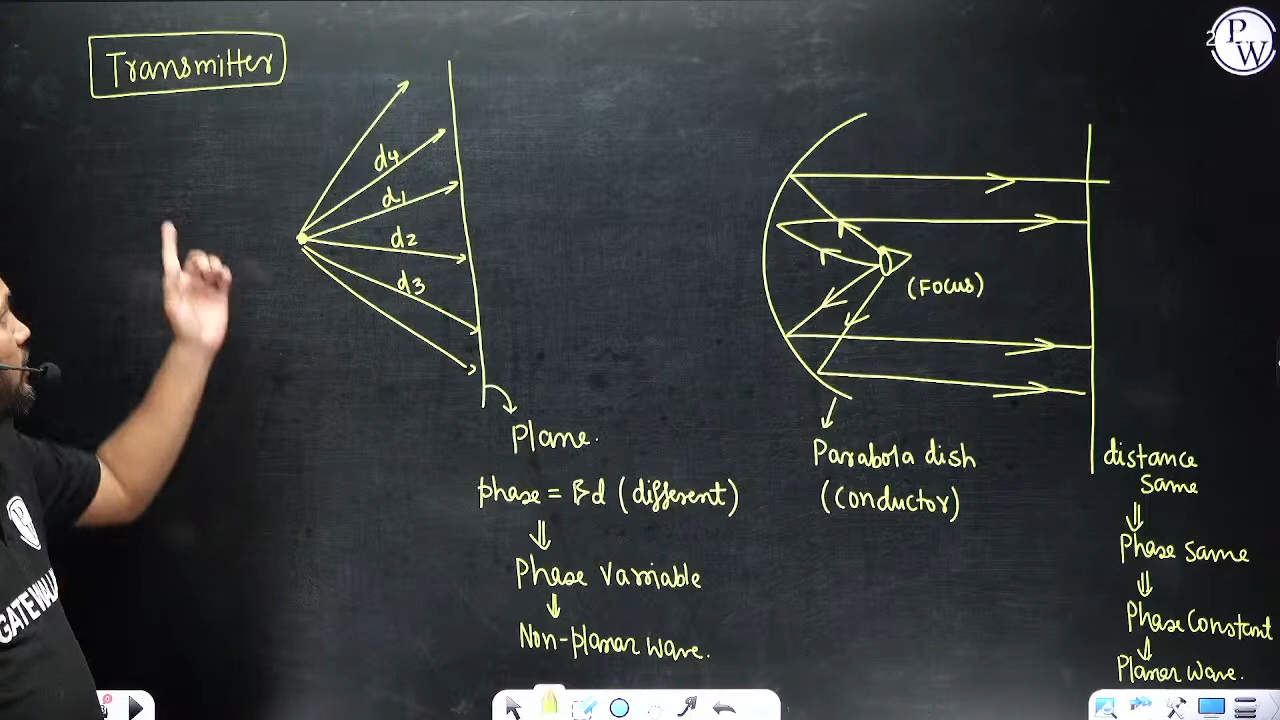 Transmitter
PW
d4
d1
d2
d3
(Focus)
Plane.
phase = βd (different)
⇓
Phase Variable
⇓
Non-planar wave.
Parabola dish
(conductor)
distance
same
⇓
Phase same
⇓
Phase Constant
⇓
Planar wave.